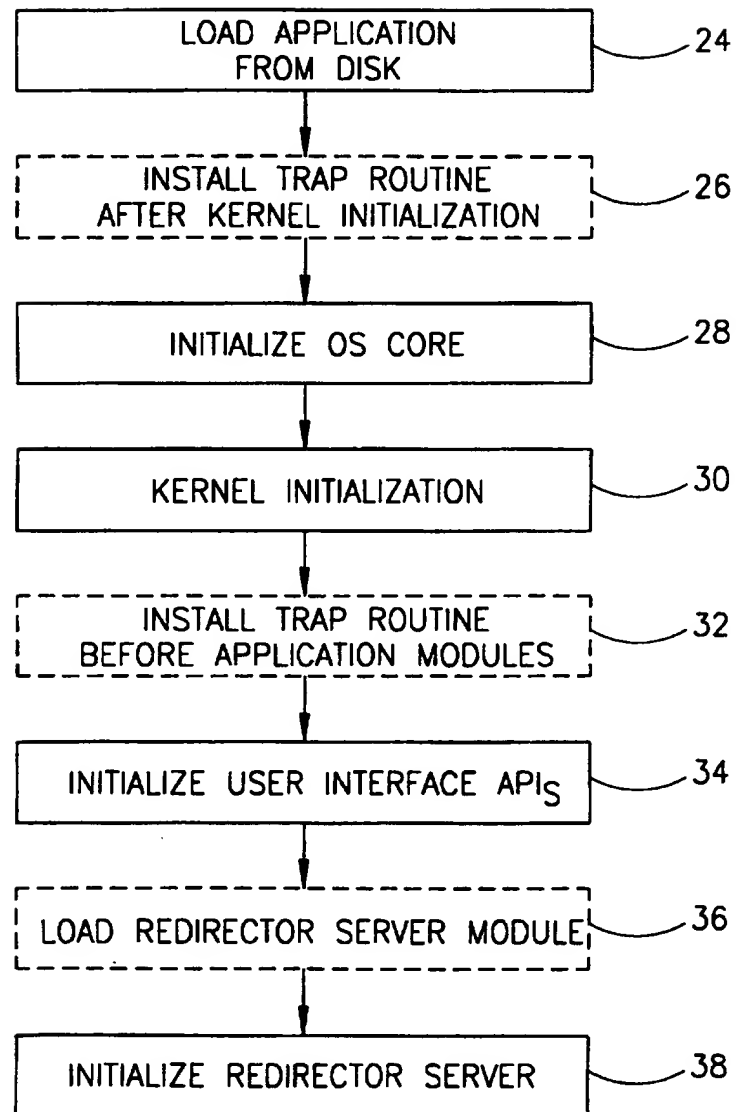 LOAD APPLICATION
FROM DISK
24
INSTALL TRAP ROUTINE
AFTER KERNEL INITIALIZATION
26
INITIALIZE OS CORE
28
KERNEL INITIALIZATION
30
INSTALL TRAP ROUTINE
BEFORE APPLICATION MODULES
32
INITIALIZE USER INTERFACE APIS
34
LOAD REDIRECTOR SERVER MODULE
36
INITIALIZE REDIRECTOR SERVER
38